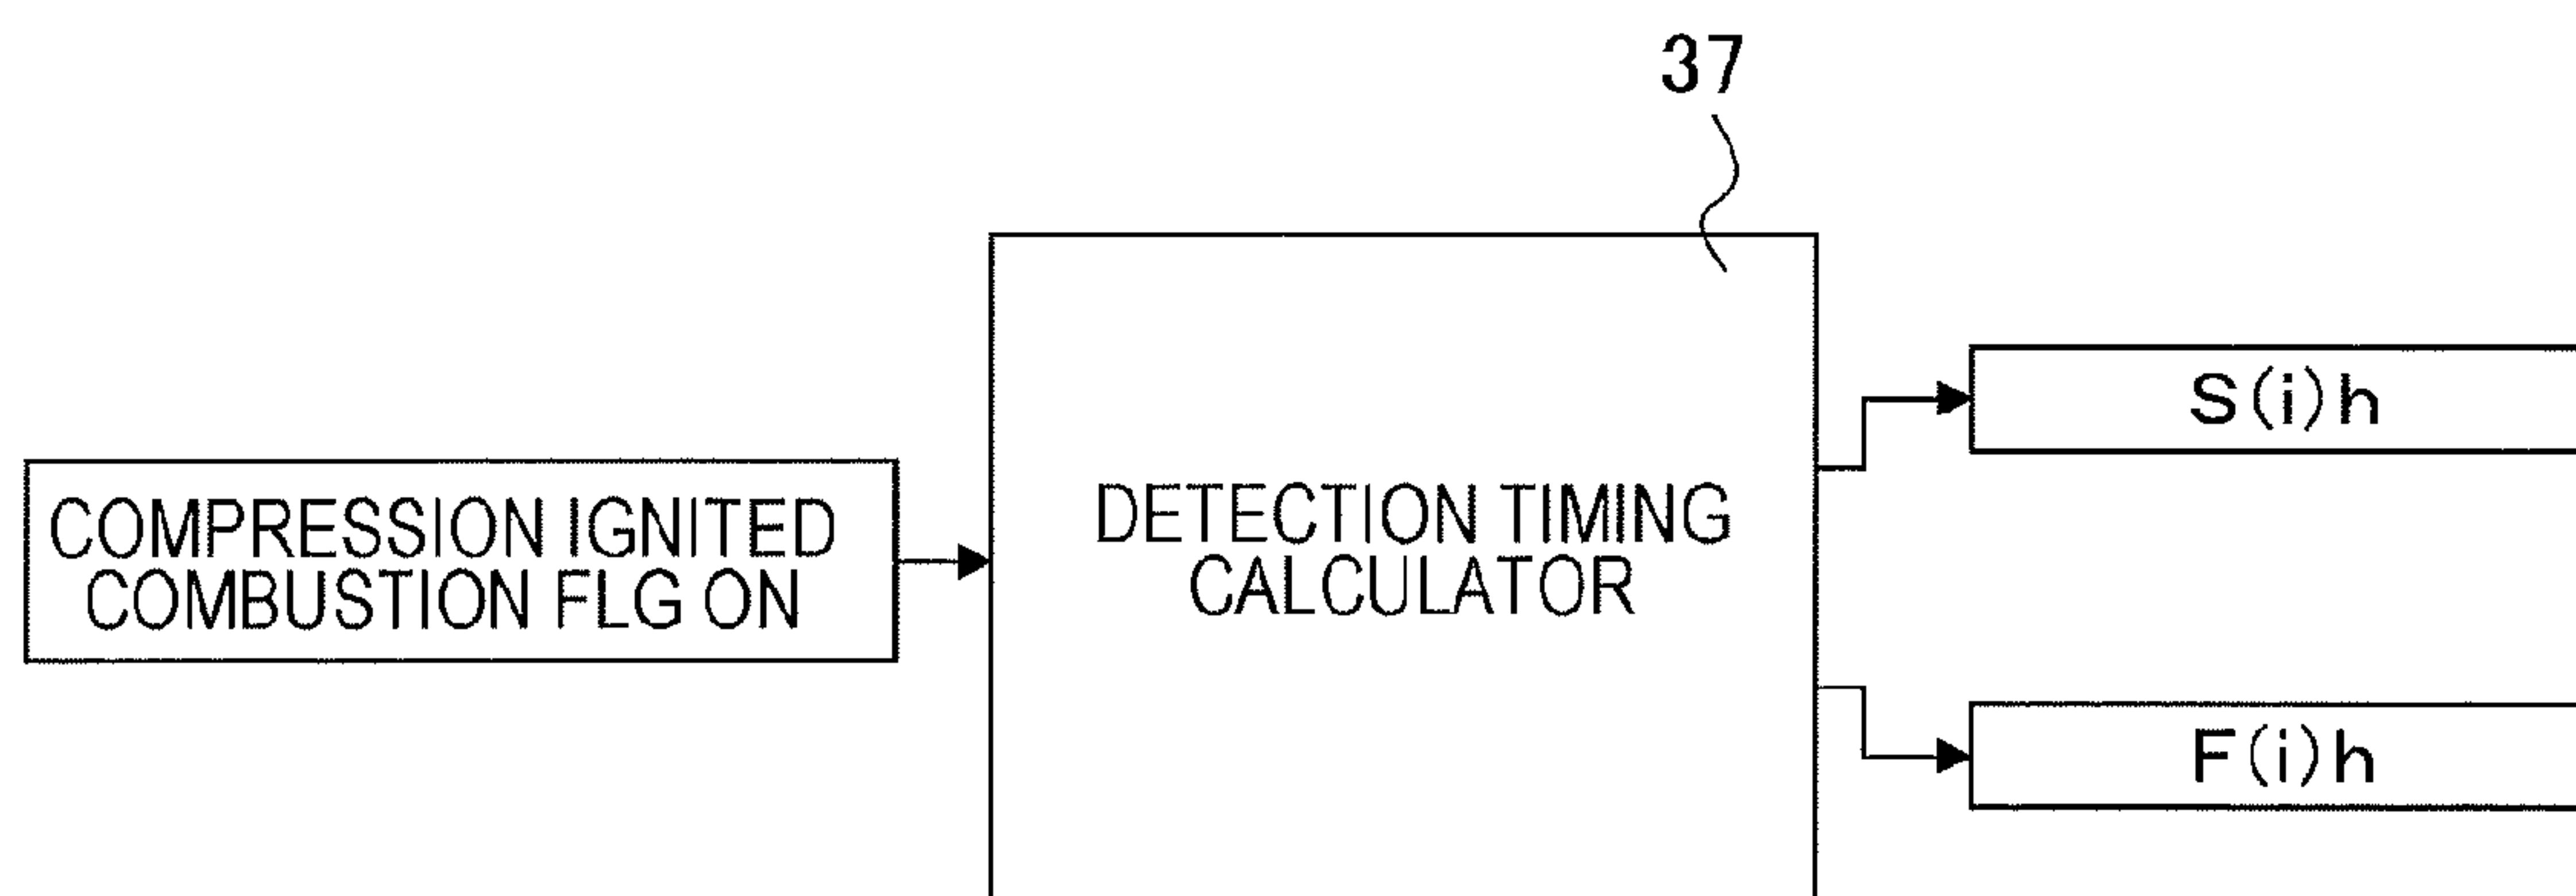 37
COMPRESSION IGNITED
COMBUSTION FLG ON
DETECTION TIMING
CALCULATOR
S(i)h
F(i)h